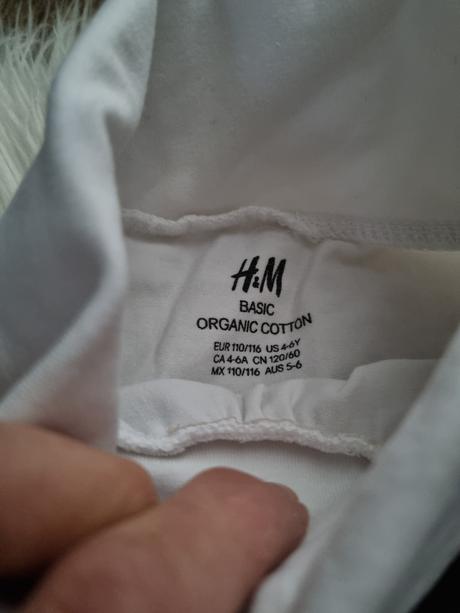 H&M
BASIC
ORGANIC COTTON
EUR 110/116 US 4-6Y
CA 4-6A CN 120/60
MX 110/116 AUS 5-6